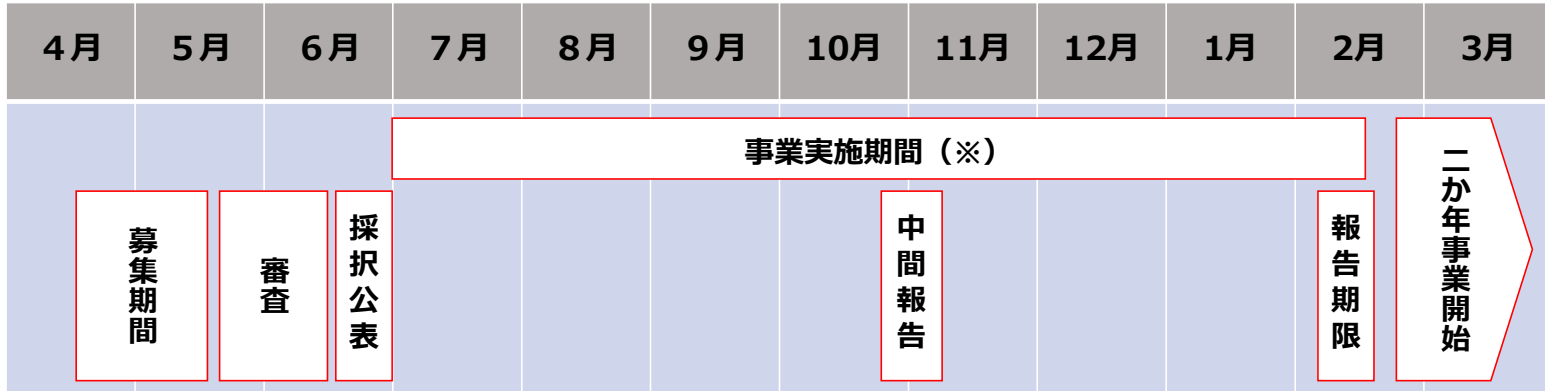 ４月 ５月 ６月 ７月 ８月 ９月 10月 11月 12月 1月 2月 3月
事業実施期間（※）
募集期間
審査
採択公表
中間報告
報告期限
二か年事業開始